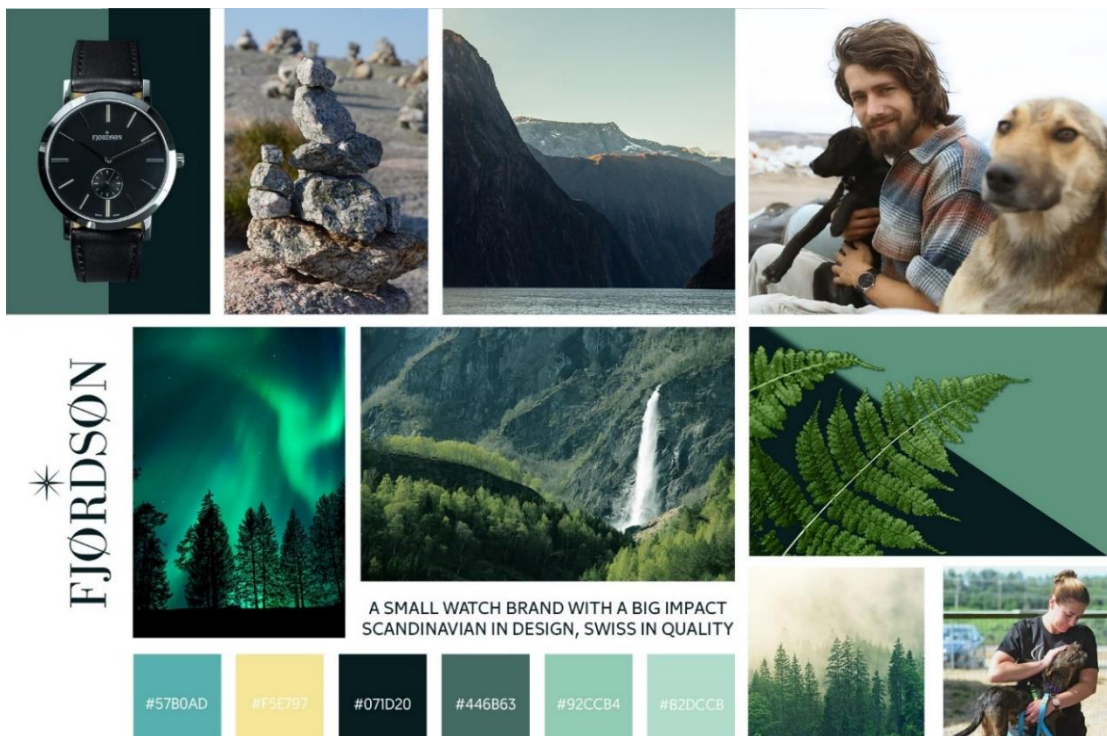 FJORDSØN
FJØRDSØN
A SMALL WATCH BRAND WITH A BIG IMPACT
SCANDINAVIAN IN DESIGN, SWISS IN QUALITY
#57B0AD
#F5E797
#071D20
#446B63
#92CCB4
#B2DCCB